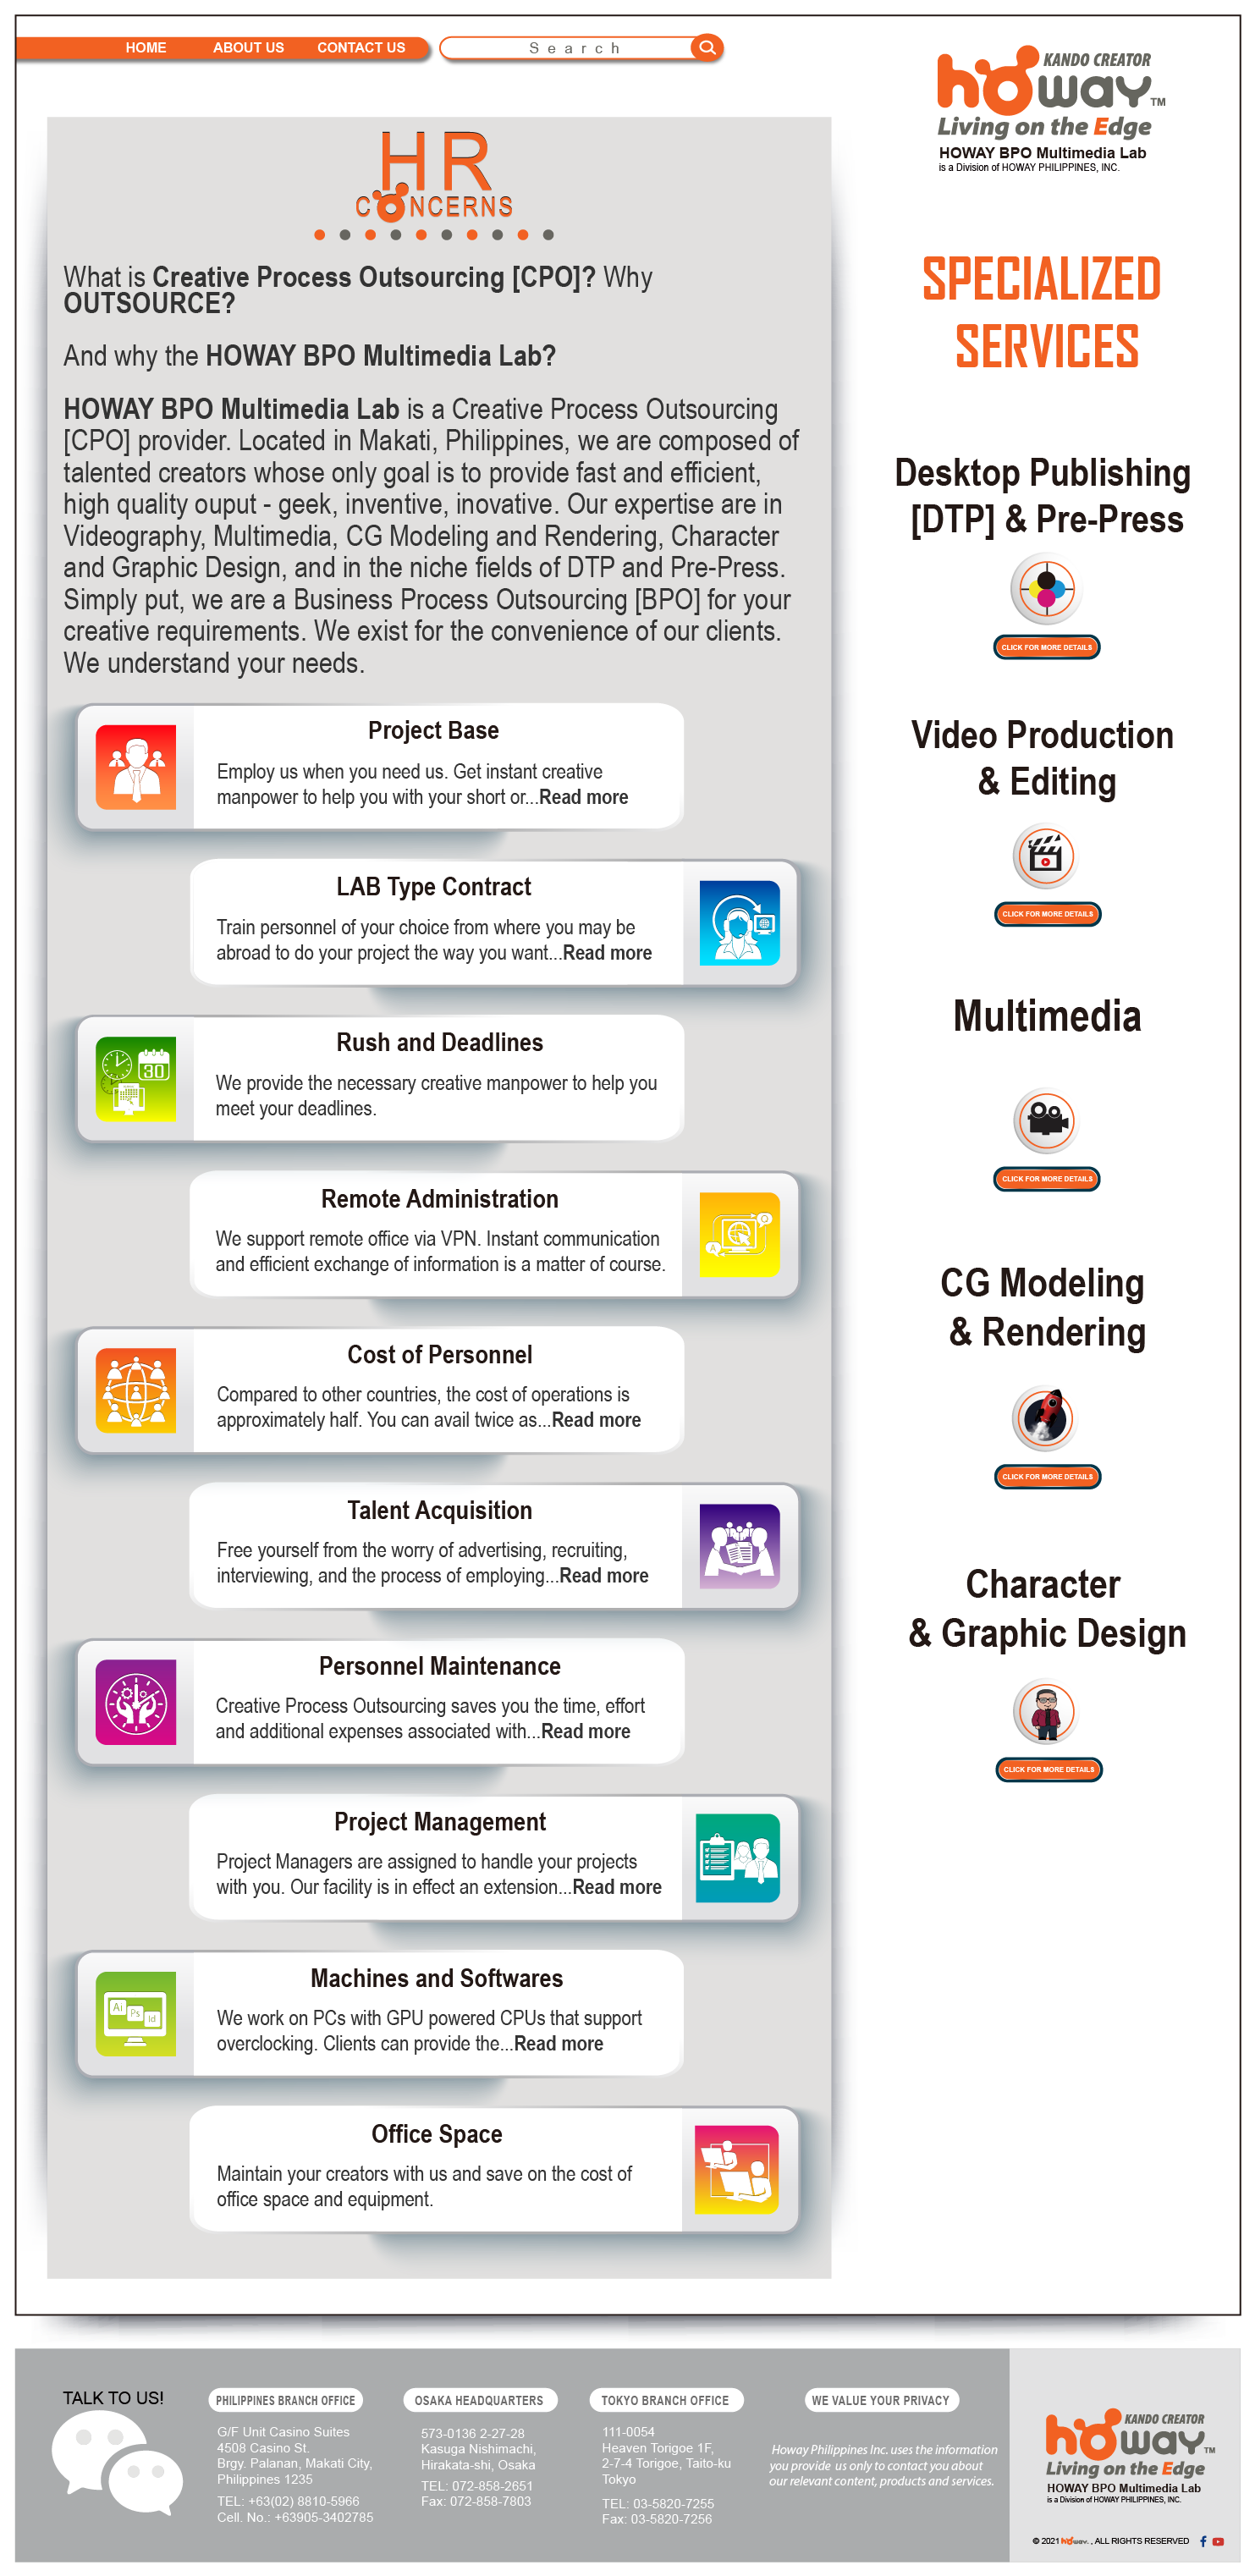 HOME ABOUT US CONTACT US
Search
KANDO CREATOR
howay™
Living on the Edge
HOWAY BPO Multimedia Lab
is a Division of HOWAY PHILIPPINES, INC.
HR
CONCERNS
What is Creative Process Outsourcing [CPO]? Why
OUTSOURCE?
And why the HOWAY BPO Multimedia Lab?
HOWAY BPO Multimedia Lab is a Creative Process Outsourcing
[CPO] provider. Located in Makati, Philippines, we are composed of
talented creators whose only goal is to provide fast and efficient,
high quality ouput - geek, inventive, inovative. Our expertise are in
Videography, Multimedia, CG Modeling and Rendering, Character
and Graphic Design, and in the niche fields of DTP and Pre-Press.
Simply put, we are a Business Process Outsourcing [BPO] for your
creative requirements. We exist for the convenience of our clients.
We understand your needs.
Project Base
Employ us when you need us. Get instant creative
manpower to help you with your short or...Read more
LAB Type Contract
Train personnel of your choice from where you may be
abroad to do your project the way you want...Read more
30
Rush and Deadlines
We provide the necessary creative manpower to help you
meet your deadlines.
Remote Administration
We support remote office via VPN. Instant communication
and efficient exchange of information is a matter of course.
Q
A
Cost of Personnel
Compared to other countries, the cost of operations is
approximately half. You can avail twice as...Read more
Talent Acquisition
Free yourself from the worry of advertising, recruiting,
interviewing, and the process of employing...Read more
Personnel Maintenance
Creative Process Outsourcing saves you the time, effort
and additional expenses associated with...Read more
Project Management
Project Managers are assigned to handle your projects
with you. Our facility is in effect an extension...Read more
Ai Ps Id
Machines and Softwares
We work on PCs with GPU powered CPUs that support
overclocking. Clients can provide the...Read more
Office Space
Maintain your creators with us and save on the cost of
office space and equipment.
SPECIALIZED
SERVICES
Desktop Publishing
[DTP] & Pre-Press
CLICK FOR MORE DETAILS
Video Production
& Editing
CLICK FOR MORE DETAILS
Multimedia
CLICK FOR MORE DETAILS
CG Modeling
& Rendering
CLICK FOR MORE DETAILS
Character
& Graphic Design
CLICK FOR MORE DETAILS
TALK TO US!
PHILIPPINES BRANCH OFFICE
G/F Unit Casino Suites
4508 Casino St.
Brgy. Palanan, Makati City,
Philippines 1235
TEL: +63(02) 8810-5966
Cell. No.: +63905-3402785
OSAKA HEADQUARTERS
573-0136 2-27-28
Kasuga Nishimachi,
Hirakata-shi, Osaka
TEL: 072-858-2651
Fax: 072-858-7803
TOKYO BRANCH OFFICE
111-0054
Heaven Torigoe 1F,
2-7-4 Torigoe, Taito-ku
Tokyo
TEL: 03-5820-7255
Fax: 03-5820-7256
WE VALUE YOUR PRIVACY
Howay Philippines Inc. uses the information
you provide us only to contact you about
our relevant content, products and services.
KANDO CREATOR
howay™
Living on the Edge
HOWAY BPO Multimedia Lab
is a Division of HOWAY PHILIPPINES, INC.
© 2021 howay. , ALL RIGHTS RESERVED f